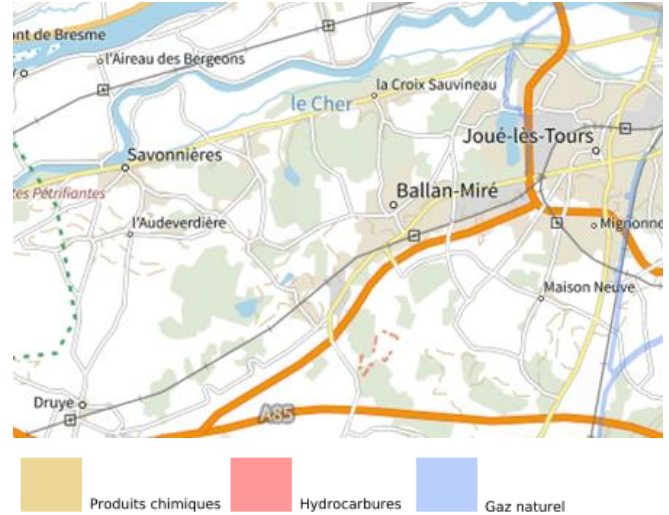 ont de Bresme
l'Aireau des Bergeons
la Croix Sauvineau
le Cher
Joué-lès-Tours
Savonnières
tes Pétrifiantes
Ballan-Miré
l'Audeverdière
Mignonne
Maison Neuve
Druye
A85
Produits chimiques
Hydrocarbures
Gaz naturel